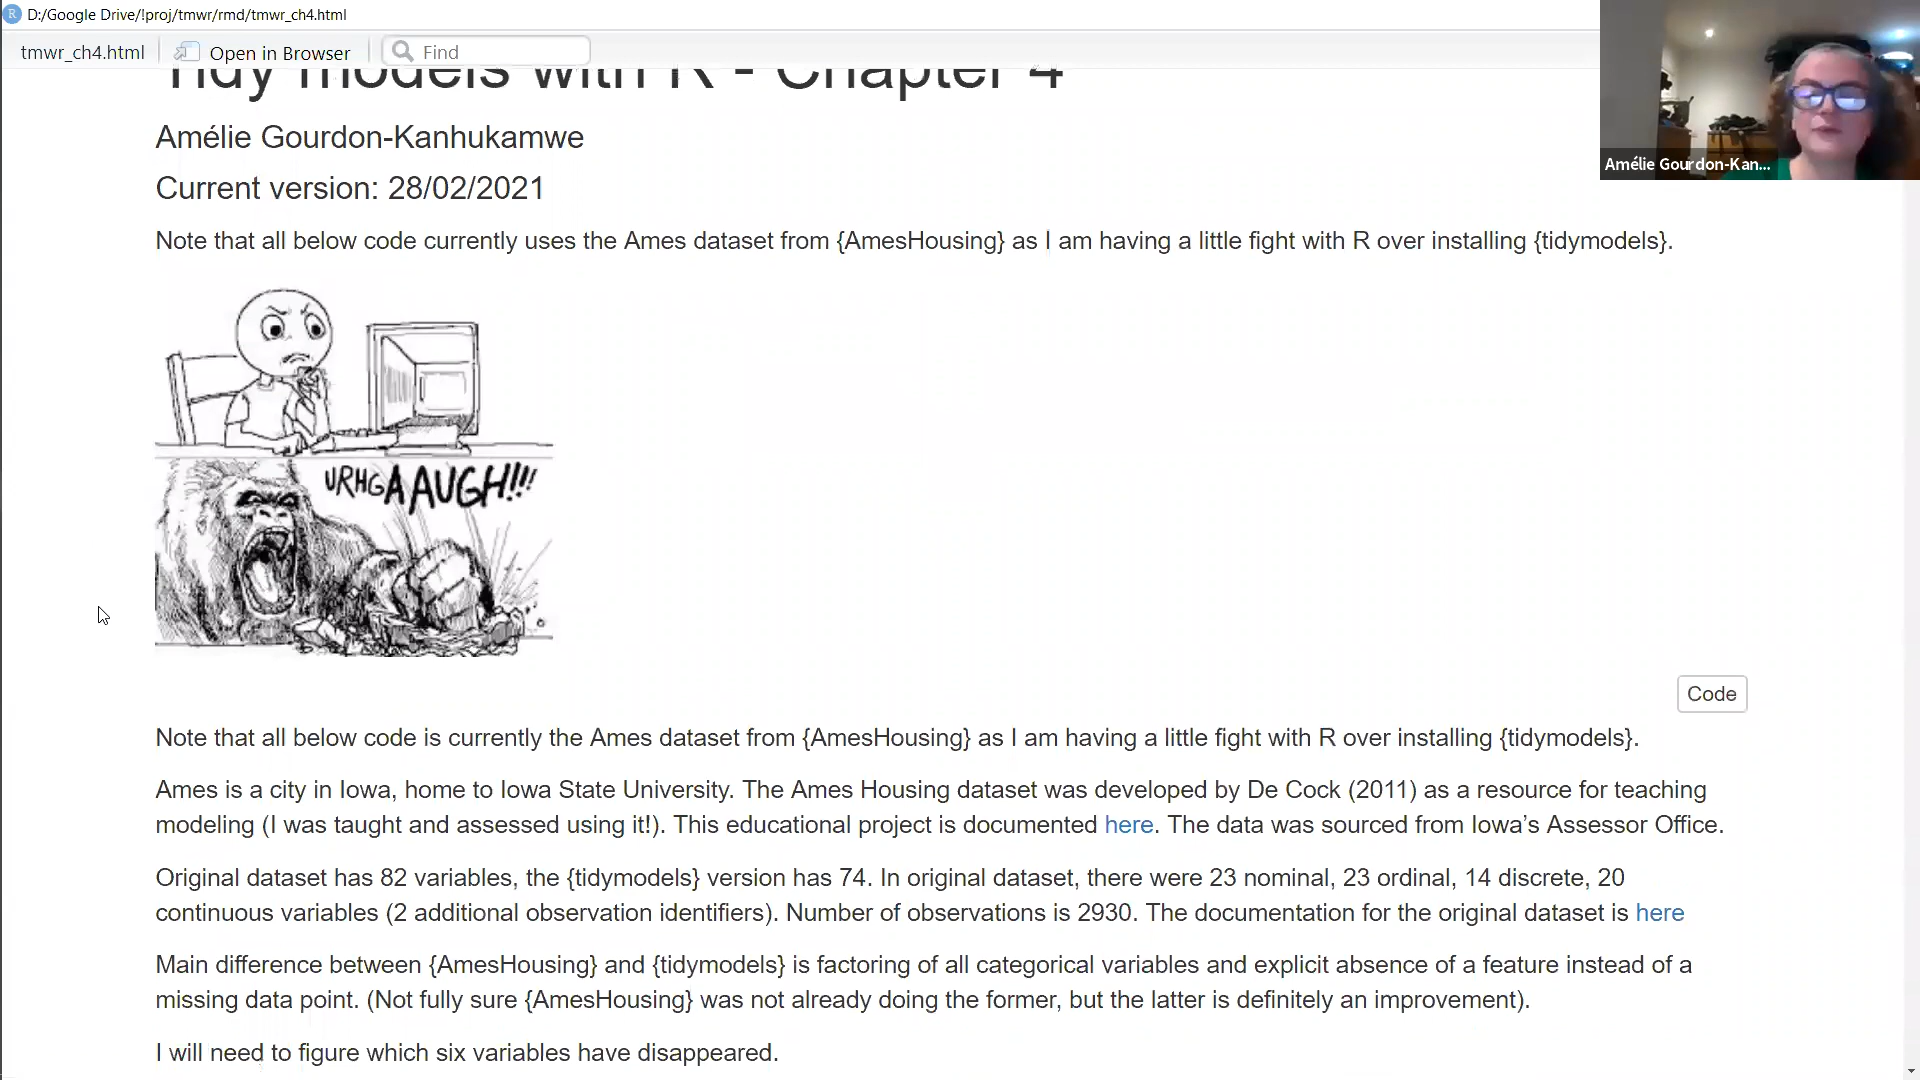 D:/Google Drive/!proj/tmwr/rmd/tmwr_ch4.html
tmwr_ch4.html
Open in Browser
Find
Tidy models with R - Chapter 4
Amélie Gourdon-Kanhukamwe
Amélie Gourdon-Kan...
Current version: 28/02/2021
Note that all below code currently uses the Ames dataset from {AmesHousing} as I am having a little fight with R over installing {tidymodels}.
URHGAAUGH!!!
Code
Note that all below code is currently the Ames dataset from {AmesHousing} as I am having a little fight with R over installing {tidymodels}.
Ames is a city in Iowa, home to Iowa State University. The Ames Housing dataset was developed by De Cock (2011) as a resource for teaching
modeling (I was taught and assessed using it!). This educational project is documented here. The data was sourced from Iowa’s Assessor Office.
Original dataset has 82 variables, the {tidymodels} version has 74. In original dataset, there were 23 nominal, 23 ordinal, 14 discrete, 20
continuous variables (2 additional observation identifiers). Number of observations is 2930. The documentation for the original dataset is here
Main difference between {AmesHousing} and {tidymodels} is factoring of all categorical variables and explicit absence of a feature instead of a
missing data point. (Not fully sure {AmesHousing} was not already doing the former, but the latter is definitely an improvement).
I will need to figure which six variables have disappeared.